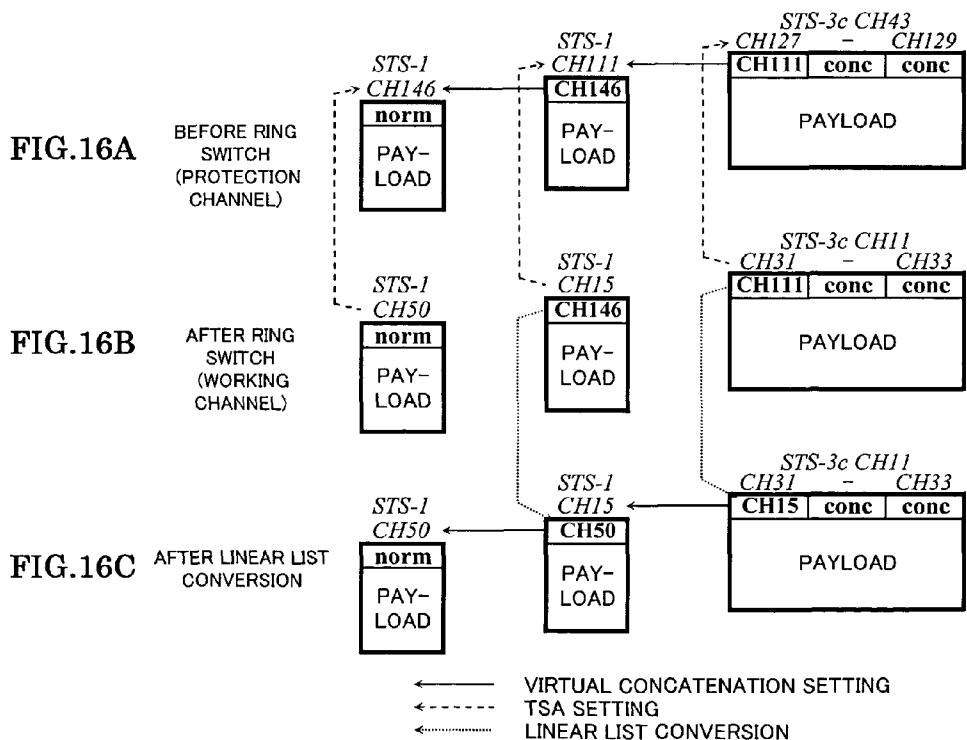 STS-3c CH43
STS-1
CH127 – CH129
STS-1
CH111
CH111 conc conc
CH146
CH146
norm
PAYLOAD
FIG.16A
BEFORE RING
SWITCH
(PROTECTION
CHANNEL)
PAY-
LOAD
PAY-
LOAD
STS-3c CH11
STS-1
CH31 – CH33
STS-1
CH15
CH111 conc conc
CH50
CH146
FIG.16B
AFTER RING
SWITCH
(WORKING
CHANNEL)
norm
PAYLOAD
PAY-
LOAD
PAY-
LOAD
STS-3c CH11
STS-1
CH31 – CH33
STS-1
CH15
CH15 conc conc
CH50
CH50
FIG.16C
AFTER LINEAR LIST
CONVERSION
norm
PAYLOAD
PAY-
LOAD
PAY-
LOAD
VIRTUAL CONCATENATION SETTING
TSA SETTING
LINEAR LIST CONVERSION